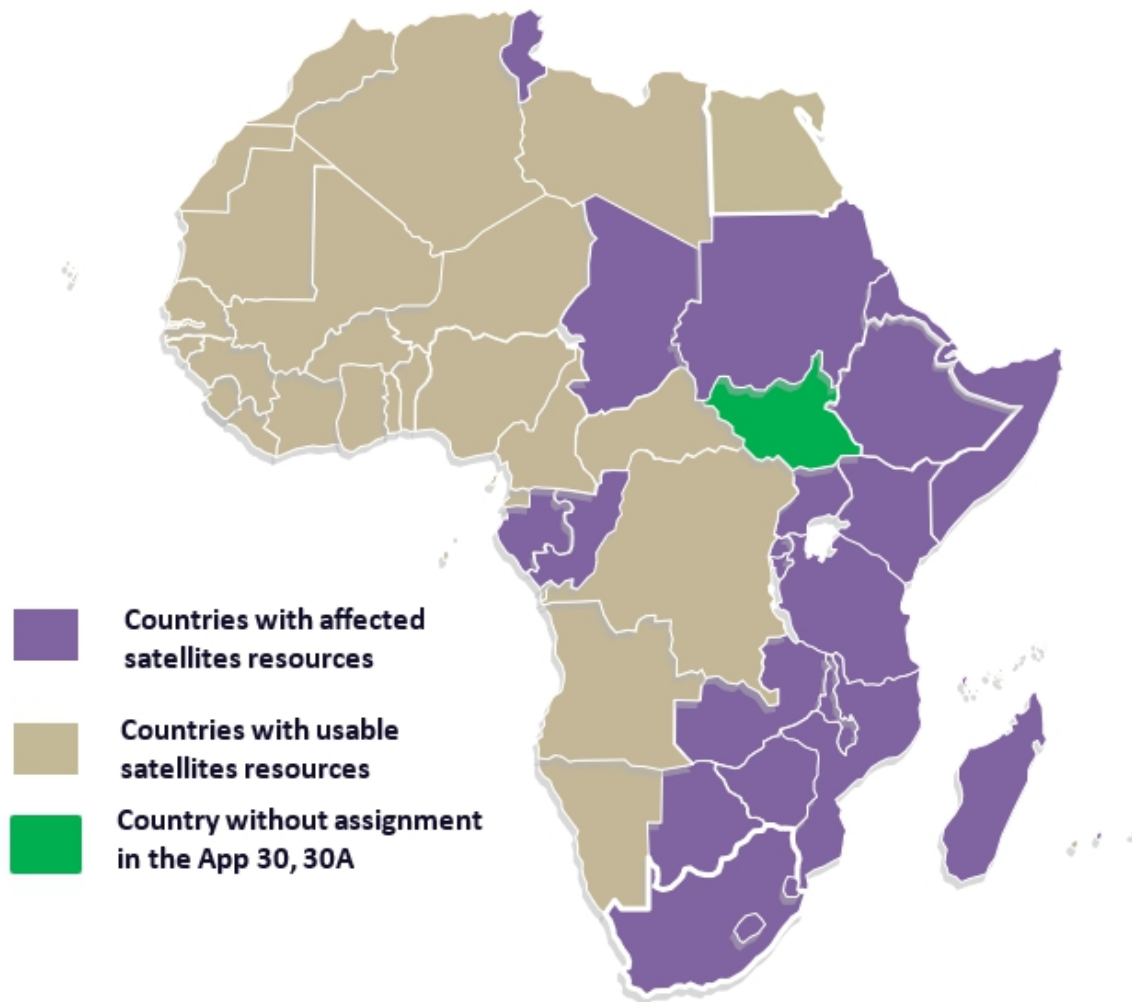 Countries with affected
satellites resources
Countries with usable
satellites resources
Country without assignment
in the App 30, 30A